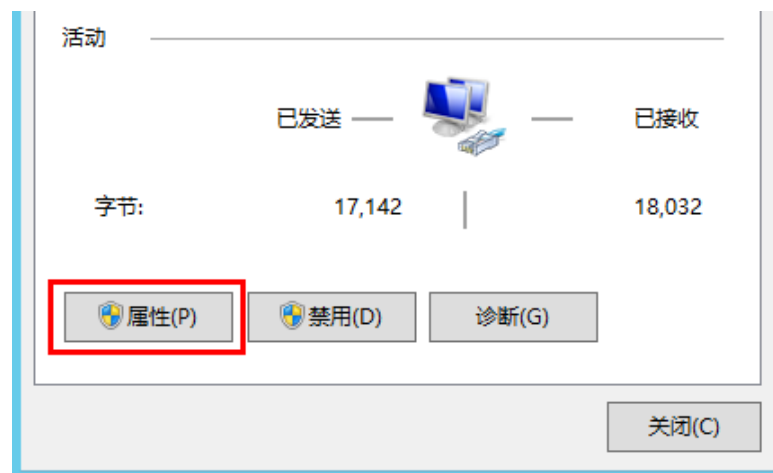 活动
已发送 已接收
字节: 17,142 18,032
属性(P) 禁用(D) 诊断(G)
关闭(C)